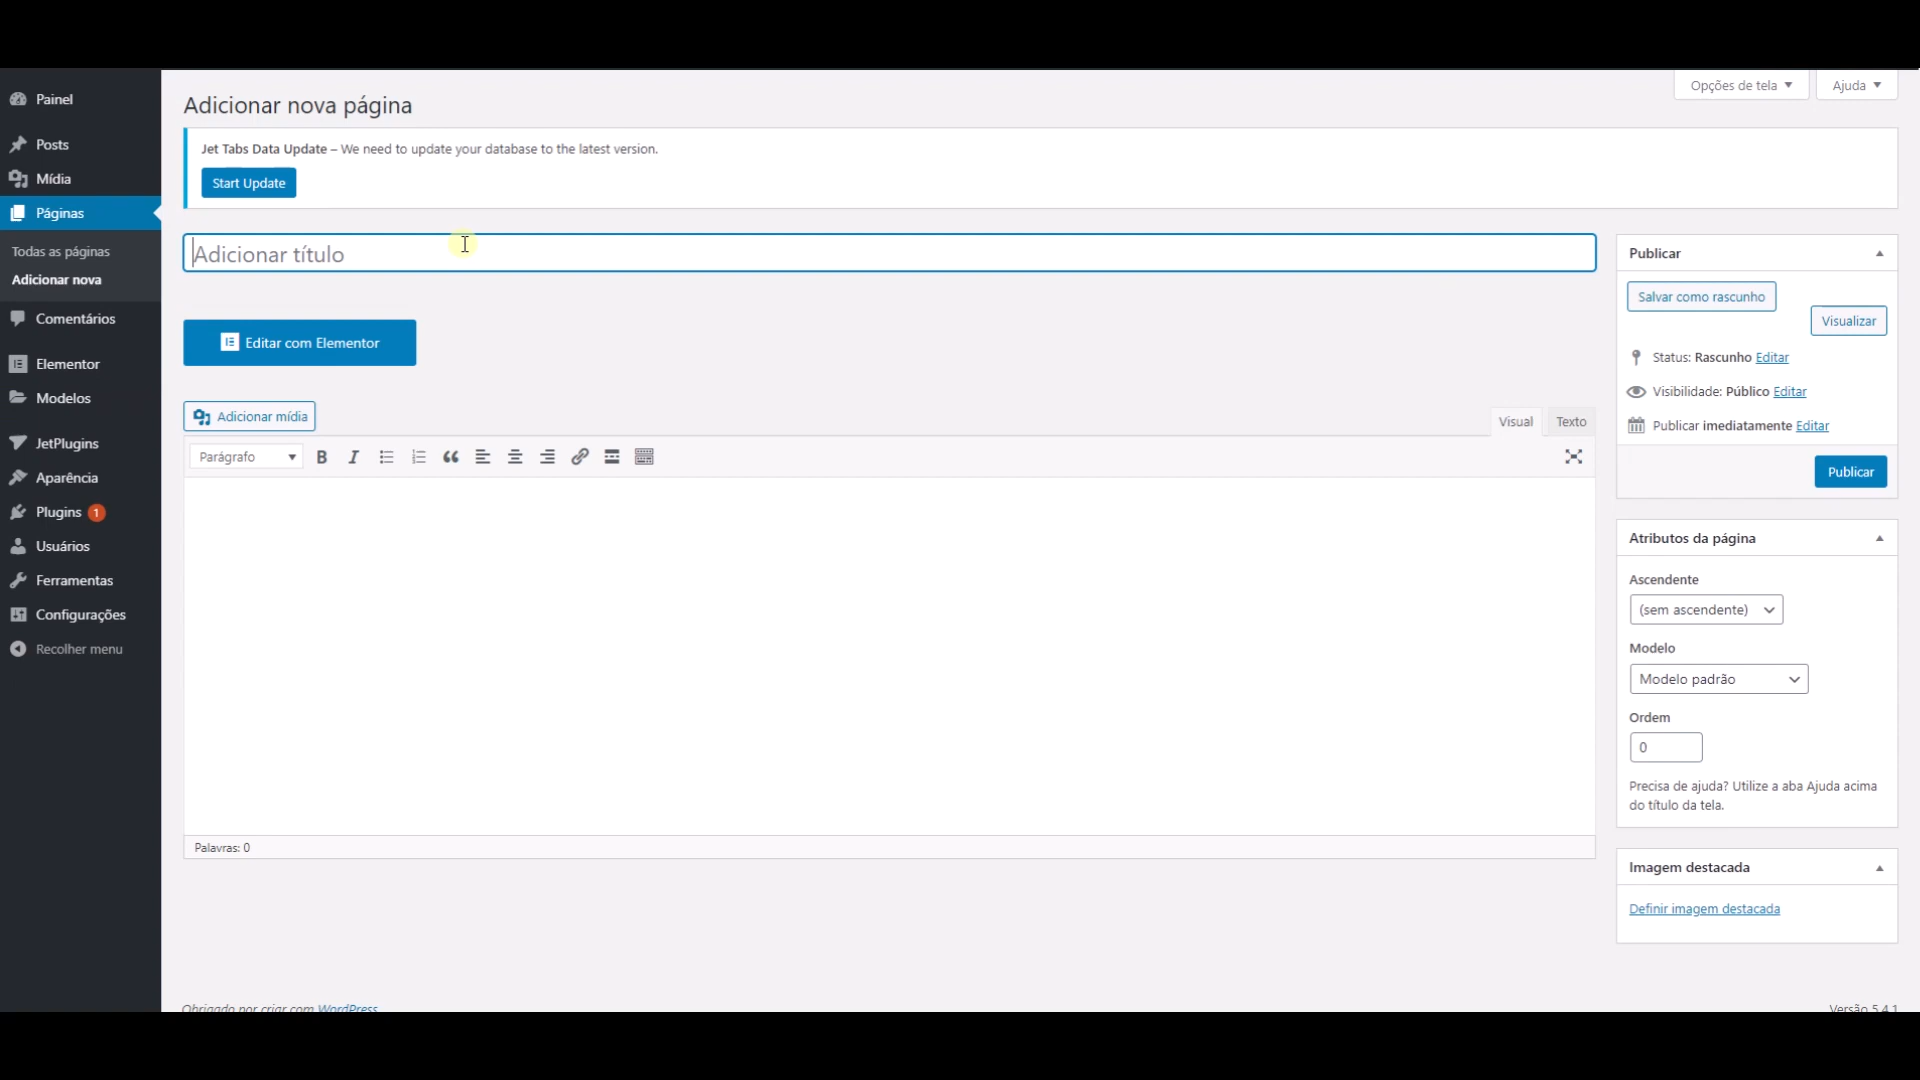 Opções de tela
Ajuda
Painel
Posts
Mídia
Páginas
Todas as páginas
Adicionar nova
Comentários
Elementor
Modelos
JetPlugins
Aparência
Plugins 1
Usuários
Ferramentas
Configurações
Recolher menu
Adicionar nova página
Jet Tabs Data Update – We need to update your database to the latest version.
Start Update
Adicionar título
Editar com Elementor
Adicionar mídia
Visual Texto
Parágrafo
Palavras: 0
Publicar
Salvar como rascunho
Visualizar
Status: Rascunho Editar
Visibilidade: Público Editar
Publicar imediatamente Editar
Publicar
Atributos da página
Ascendente
(sem ascendente)
Modelo
Modelo padrão
Ordem
0
Precisa de ajuda? Utilize a aba Ajuda acima
do título da tela.
Imagem destacada
Definir imagem destacada
Obrigado por criar com WordPress
Versão 5.4.1